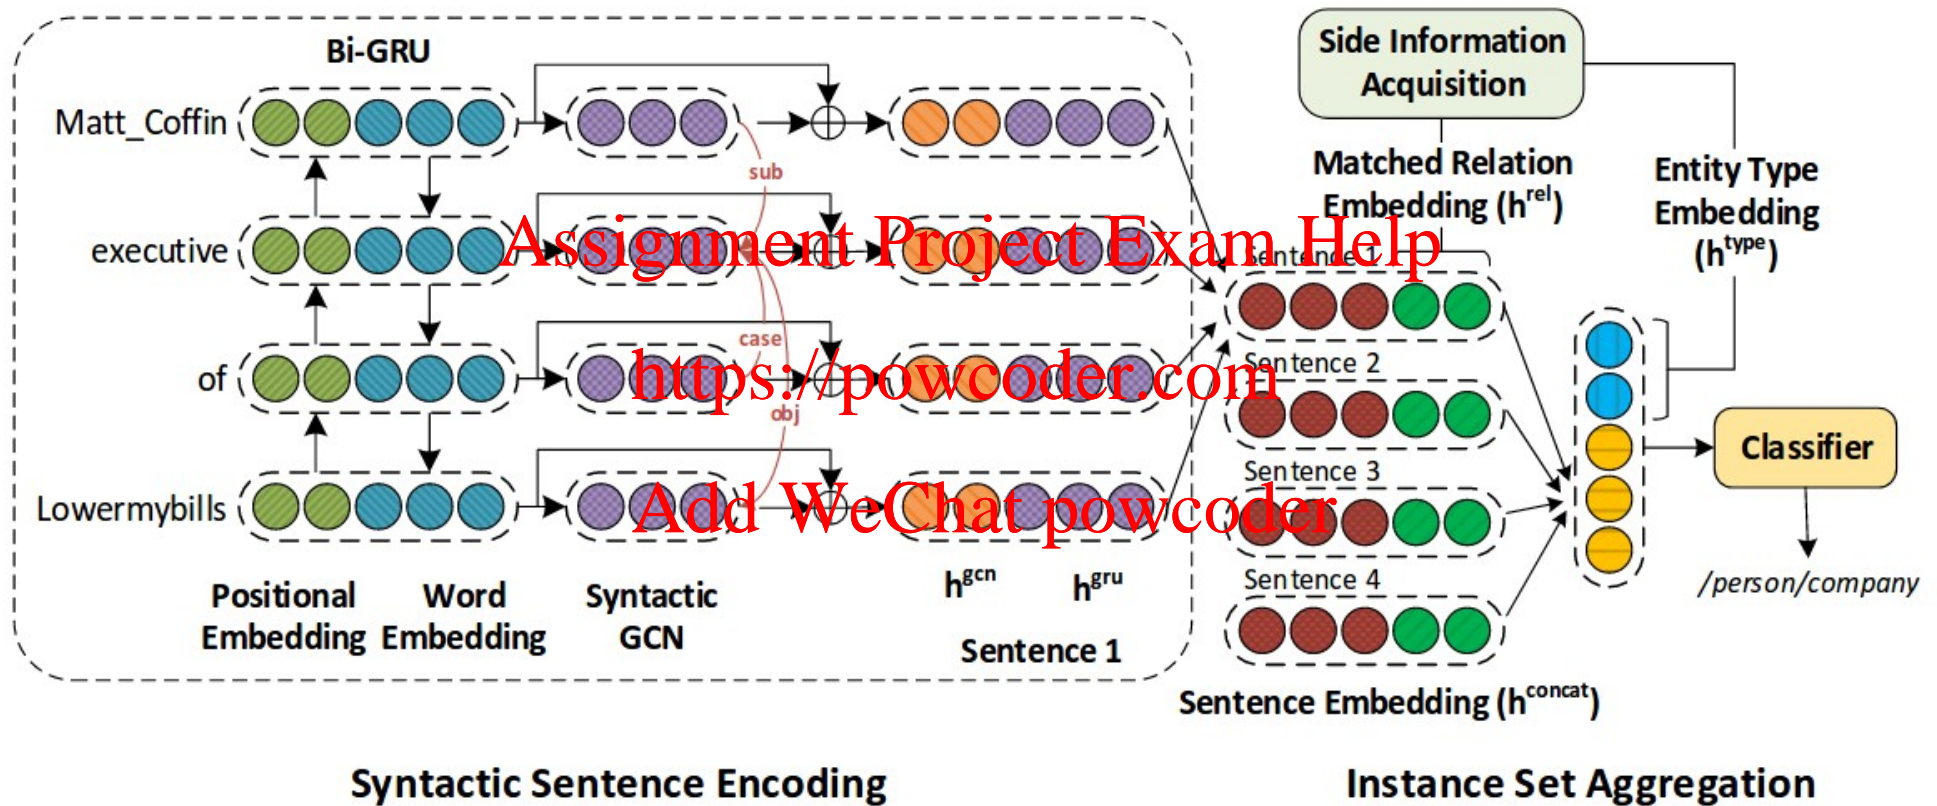 Bi-GRU
Matt_Coffin
executive
of
Lowermybills
sub
case
obj
Positional
Embedding
Word
Embedding
Syntactic
GCN
h^gcn
h^gru
Sentence 1
Syntactic Sentence Encoding
Side Information
Acquisition
Matched Relation
Embedding (h^rel)
Entity Type
Embedding
(h^type)
Sentence 1
Sentence 2
Sentence 3
Sentence 4
Sentence Embedding (h^concat)
Classifier
/person/company
Instance Set Aggregation
Assignment Project Exam Help
https://powcoder.com
Add WeChat powcoder